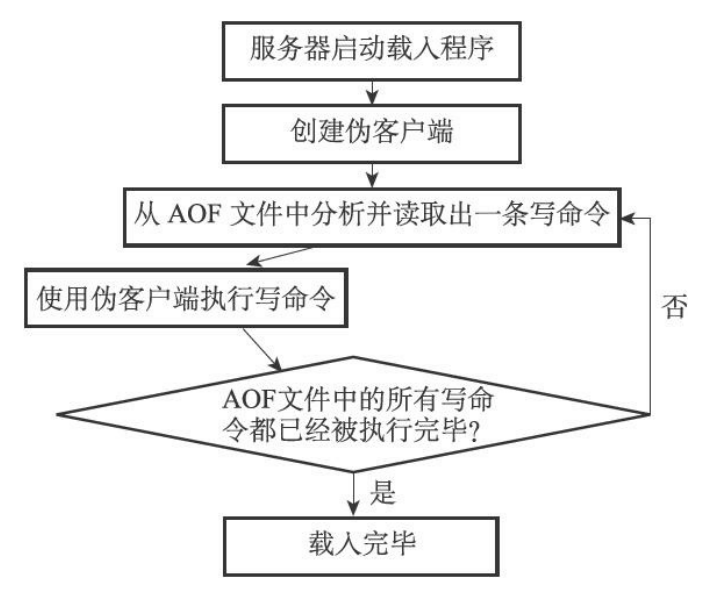 服务器启动载入程序
创建伪客户端
从 AOF 文件中分析并读取出一条写命令
使用伪客户端执行写命令
否
AOF文件中的所有写命
令都已经被执行完毕?
是
载入完毕